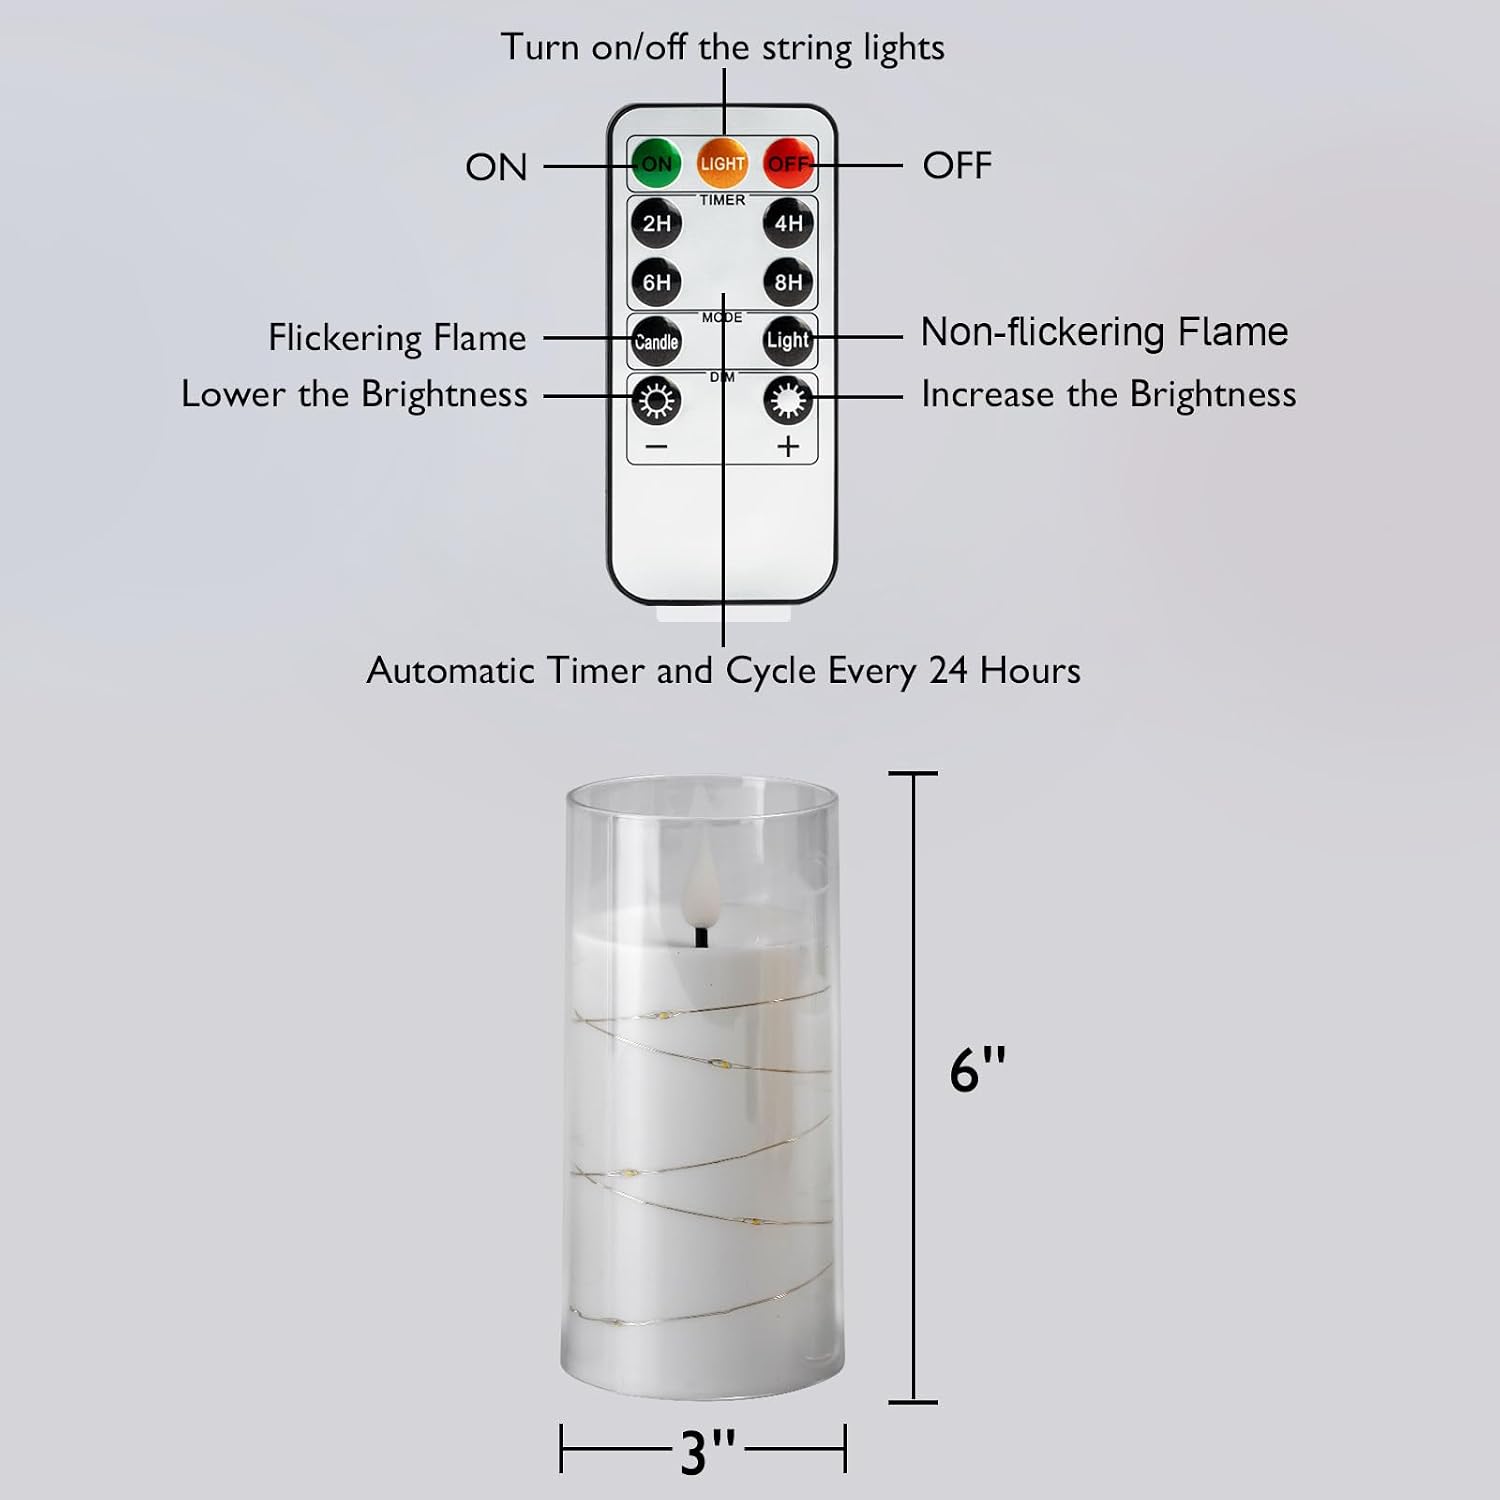 Turn on/off the string lights
ON
ON LIGHT OFF
OFF
TIMER
2H 4H
6H 8H
MODE
Flickering Flame
Candle Light
Non-flickering Flame
DIM
Lower the Brightness
Increase the Brightness
− +
Automatic Timer and Cycle Every 24 Hours
6"
3"